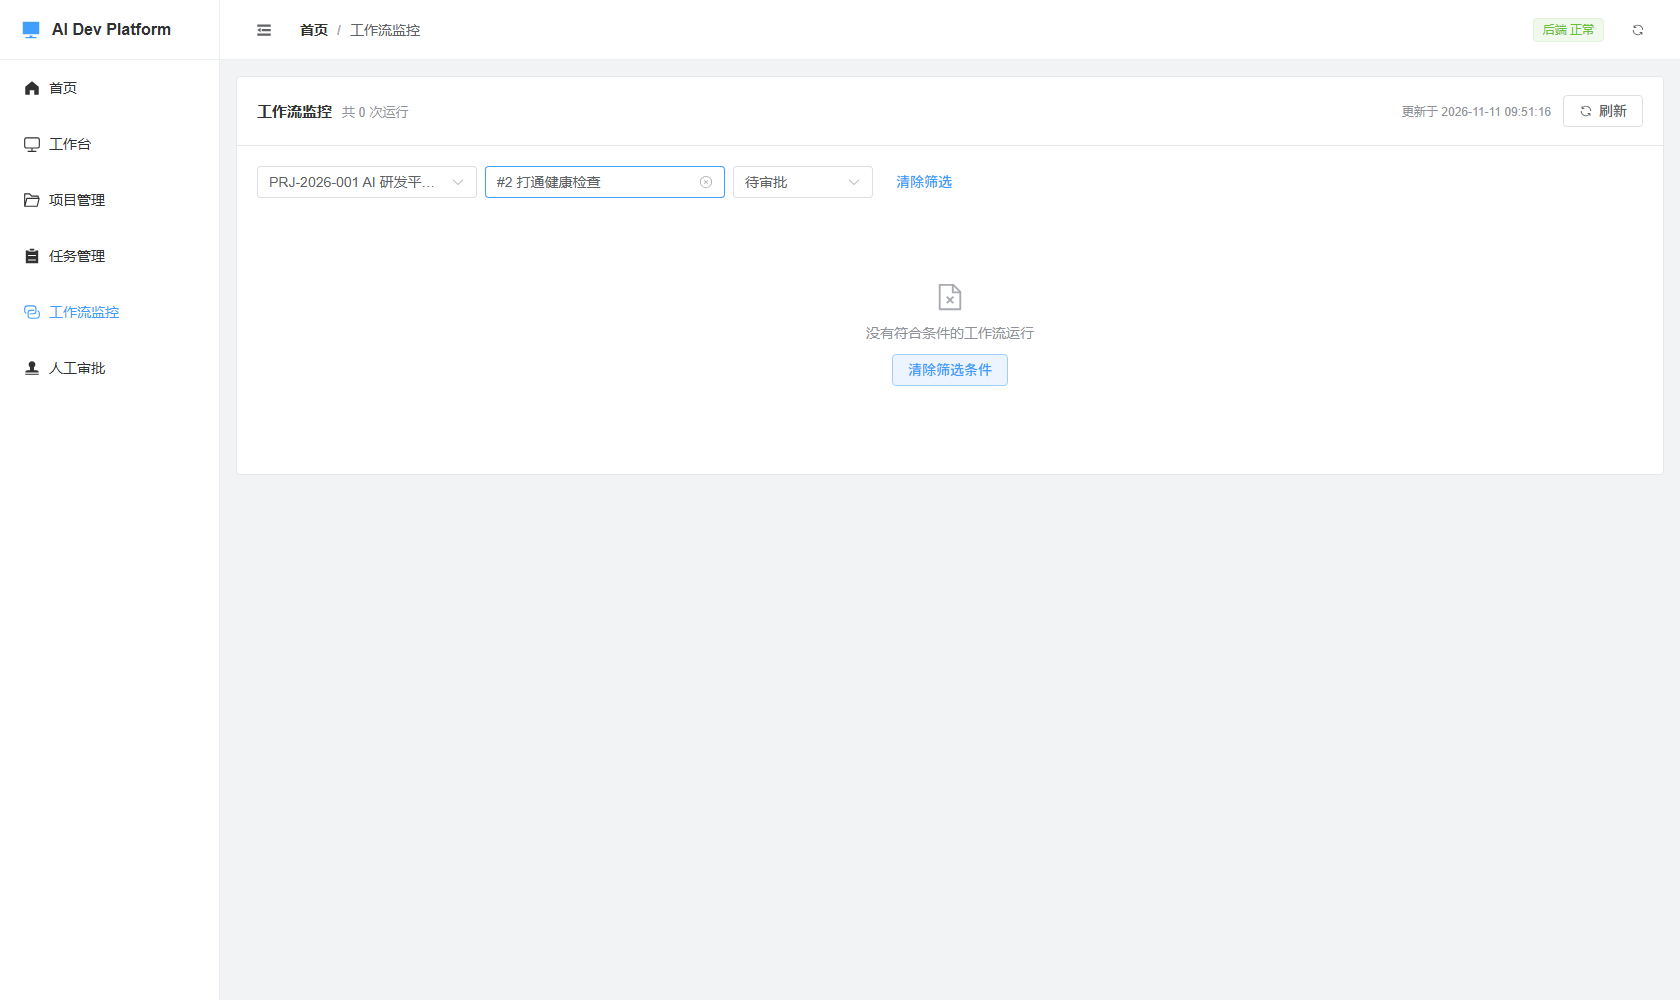 AI Dev Platform
首页 / 工作流监控
后端 正常
首页
工作台
项目管理
任务管理
工作流监控
人工审批
工作流监控 共 0 次运行
更新于 2026-11-11 09:51:16
刷新
PRJ-2026-001 AI 研发平...
#2 打通健康检查
待审批
清除筛选
没有符合条件的工作流运行
清除筛选条件